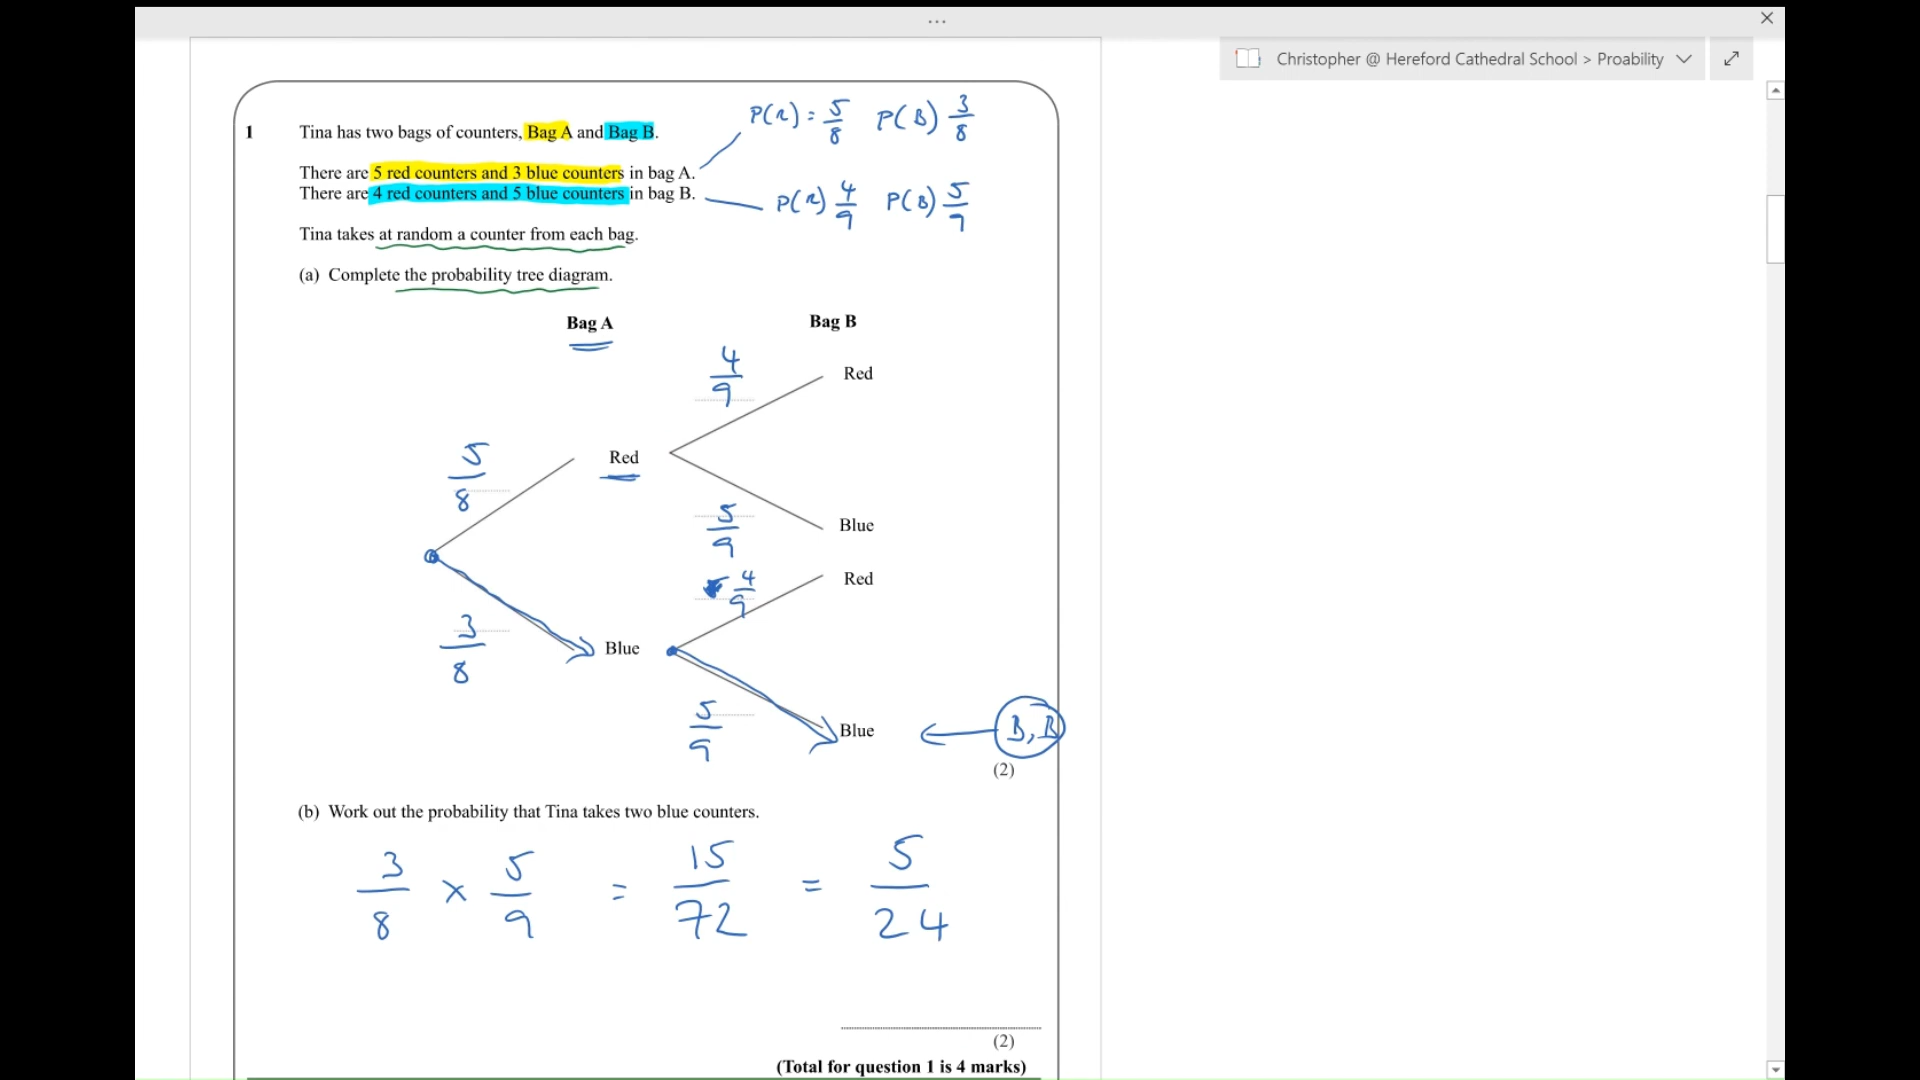 ...
Christopher @ Hereford Cathedral School > Proability
P(R) = 5/8 P(B) 3/8
1 Tina has two bags of counters, Bag A and Bag B.
There are 5 red counters and 3 blue counters in bag A.
There are 4 red counters and 5 blue counters in bag B.
P(R) 4/9 P(B) 5/9
Tina takes at random a counter from each bag.
(a) Complete the probability tree diagram.
Bag A Bag B
4/9 Red
5/8 Red
5/9 Blue
4/9 Red
3/8 Blue
5/9 Blue B, B
(2)
(b) Work out the probability that Tina takes two blue counters.
3/8 × 5/9 = 15/72 = 5/24
(2)
(Total for question 1 is 4 marks)